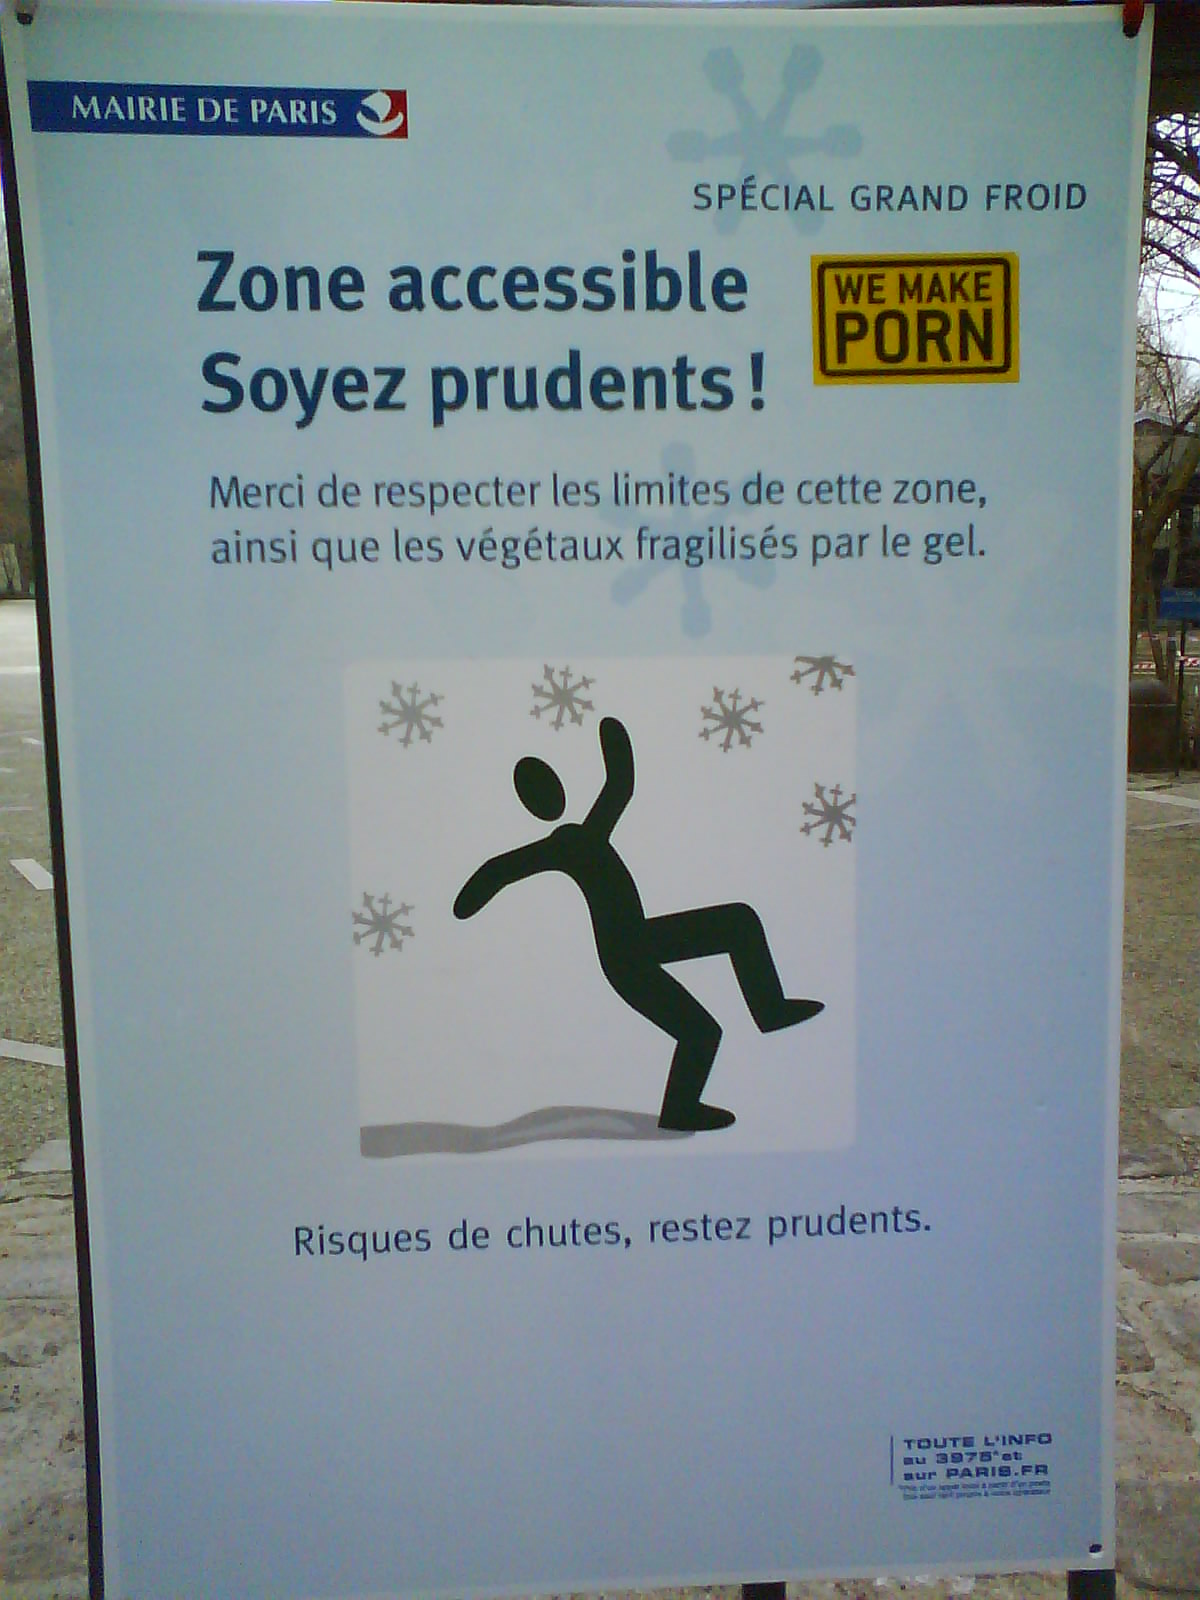 MAIRIE DE PARIS
SPÉCIAL GRAND FROID
Zone accessible
Soyez prudents !
WE MAKE
PORN
Merci de respecter les limites de cette zone,
ainsi que les végétaux fragilisés par le gel.
Risques de chutes, restez prudents.
TOUTE L'INFO
au 3975* et
sur PARIS.FR